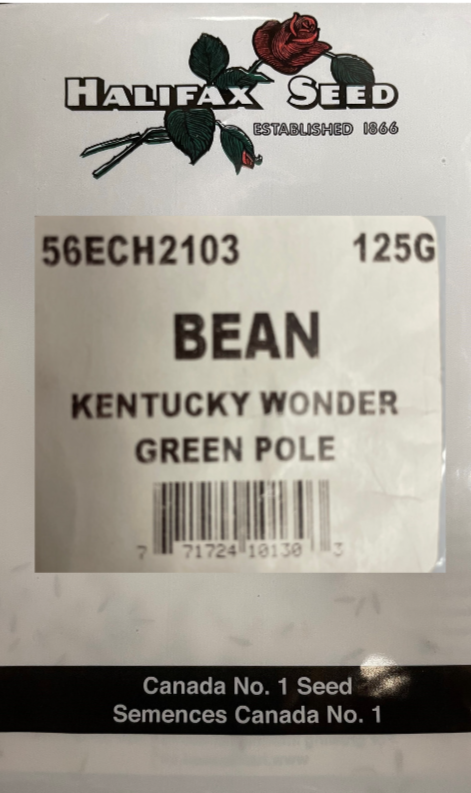 HALIFAX SEED
ESTABLISHED 1866
56ECH2103 125G
BEAN
KENTUCKY WONDER
GREEN POLE
7 71724 10130 3
Canada No. 1 Seed
Semences Canada No. 1